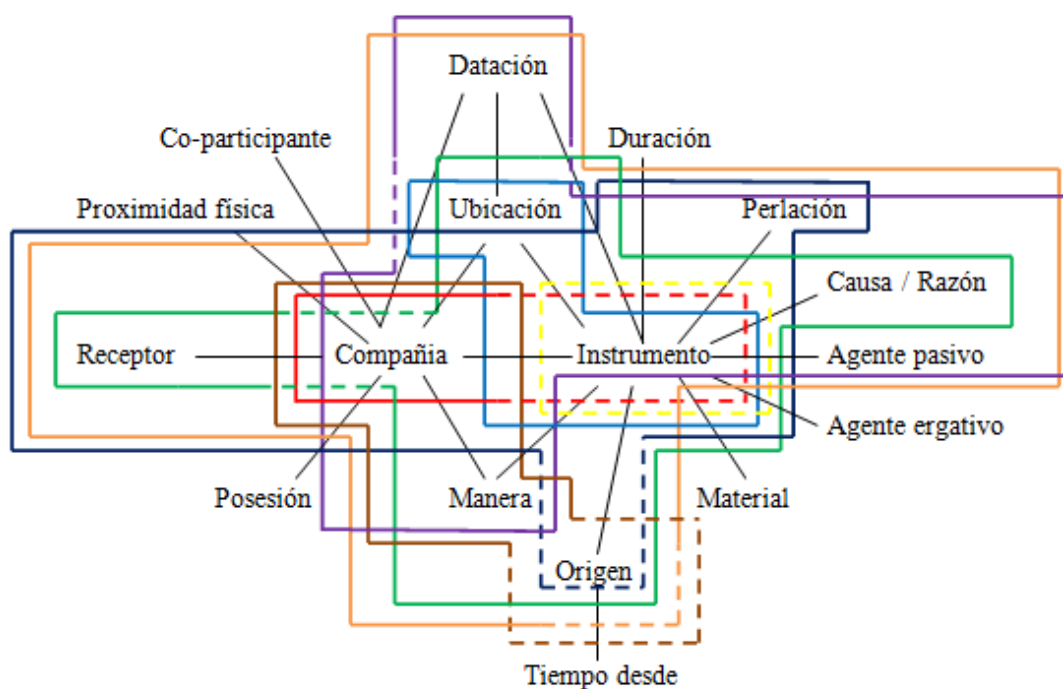 Datación
Co-participante
Duración
Proximidad física
Ubicación
Perlación
Causa / Razón
Receptor
Compañia
Instrumento
Agente pasivo
Agente ergativo
Posesión
Manera
Material
Origen
Tiempo desde